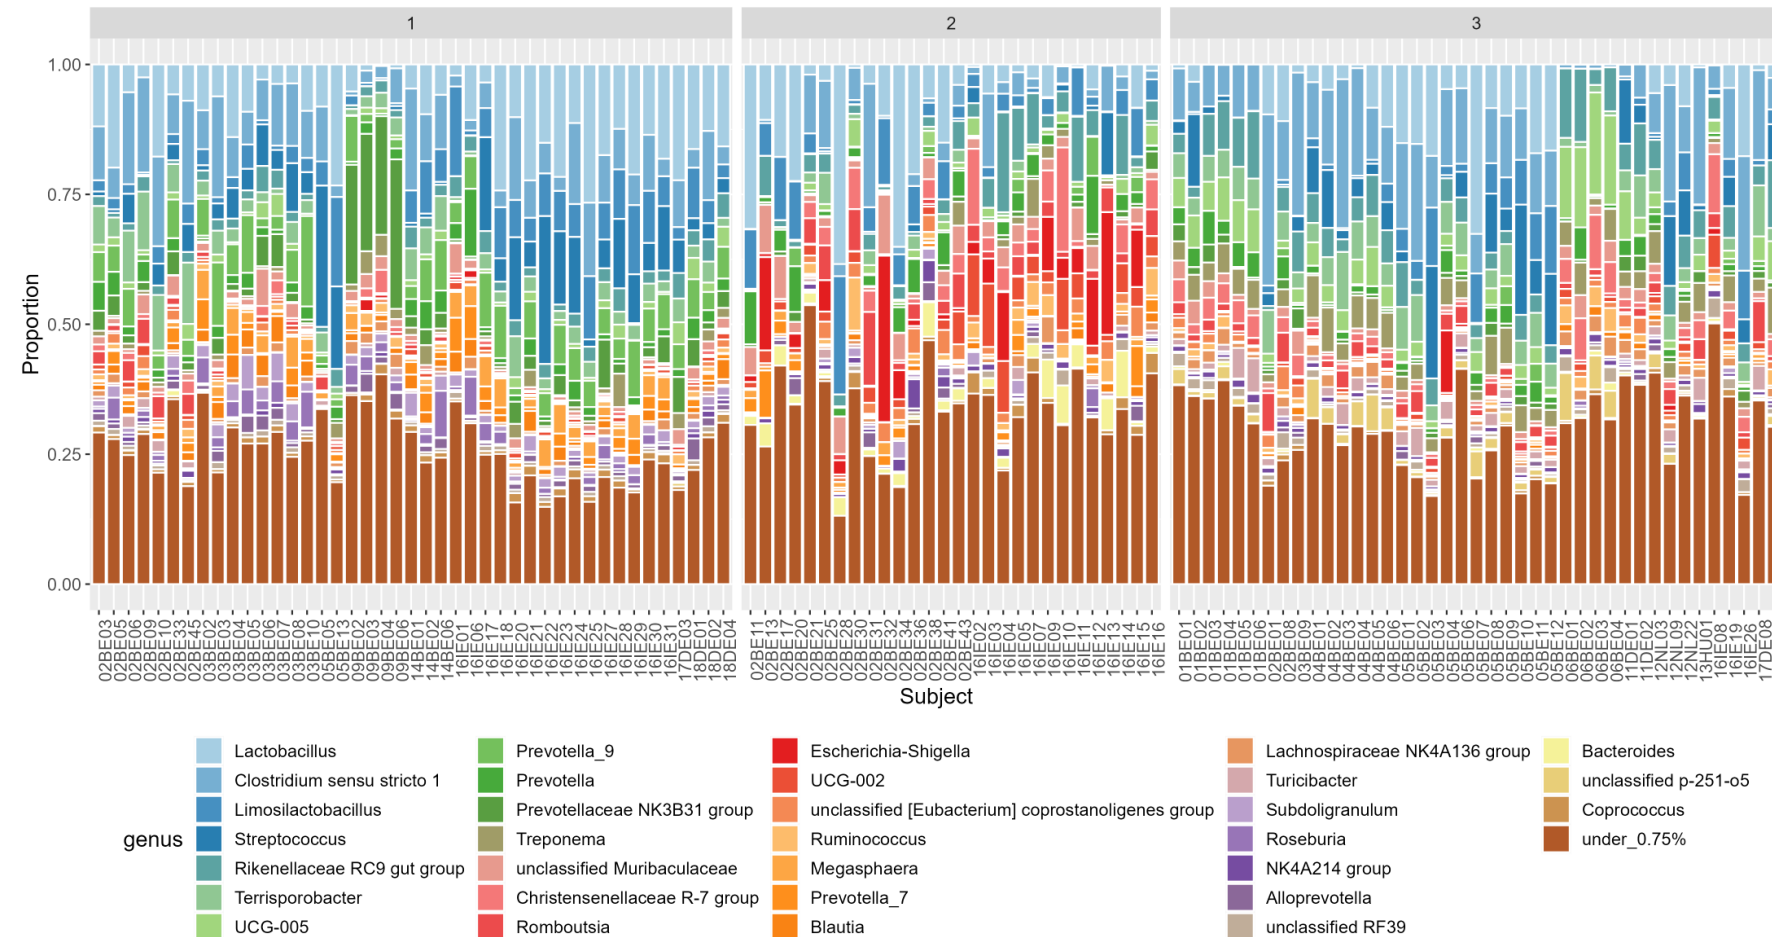 1
2
3
1.00
0.75
0.50
0.25
0.00
Proportion
02BE03
02BE05
02BE06
02BE09
02BE10
02BE33
02BE45
03BE02
03BE03
03BE04
03BE05
03BE06
03BE07
03BE08
03BE10
05BE05
05BE13
09BE02
09BE03
09BE04
09BE06
14BE01
14BE02
14BE06
16IE01
16IE06
16IE17
16IE18
16IE20
16IE21
16IE22
16IE23
16IE24
16IE25
16IE27
16IE28
16IE29
16IE30
16IE31
17DE03
18DE01
18DE02
18DE04
02BE11
02BE13
02BE17
02BE20
02BE21
02BE25
02BE28
02BE30
02BE31
02BE32
02BE34
02BE36
02BE38
02BE41
02BE43
16IE02
16IE03
16IE04
16IE05
16IE07
16IE09
16IE10
16IE11
16IE12
16IE13
16IE14
16IE15
16IE16
01BE01
01BE02
01BE03
01BE04
01BE05
01BE06
02BE01
02BE08
03BE09
04BE01
04BE02
04BE03
04BE04
04BE05
04BE06
05BE01
05BE02
05BE03
05BE04
05BE06
05BE07
05BE08
05BE09
05BE10
05BE11
05BE12
06BE01
06BE02
06BE03
06BE04
11DE01
11DE02
12NL03
12NL09
12NL22
13HU01
16IE08
16IE19
16IE26
17DE08
Subject
genus
Lactobacillus
Clostridium sensu stricto 1
Limosilactobacillus
Streptococcus
Rikenellaceae RC9 gut group
Terrisporobacter
UCG-005
Prevotella_9
Prevotella
Prevotellaceae NK3B31 group
Treponema
unclassified Muribaculaceae
Christensenellaceae R-7 group
Romboutsia
Escherichia-Shigella
UCG-002
unclassified [Eubacterium] coprostanoligenes group
Ruminococcus
Megasphaera
Prevotella_7
Blautia
Lachnospiraceae NK4A136 group
Turicibacter
Subdoligranulum
Roseburia
NK4A214 group
Alloprevotella
unclassified RF39
Bacteroides
unclassified p-251-o5
Coprococcus
under_0.75%